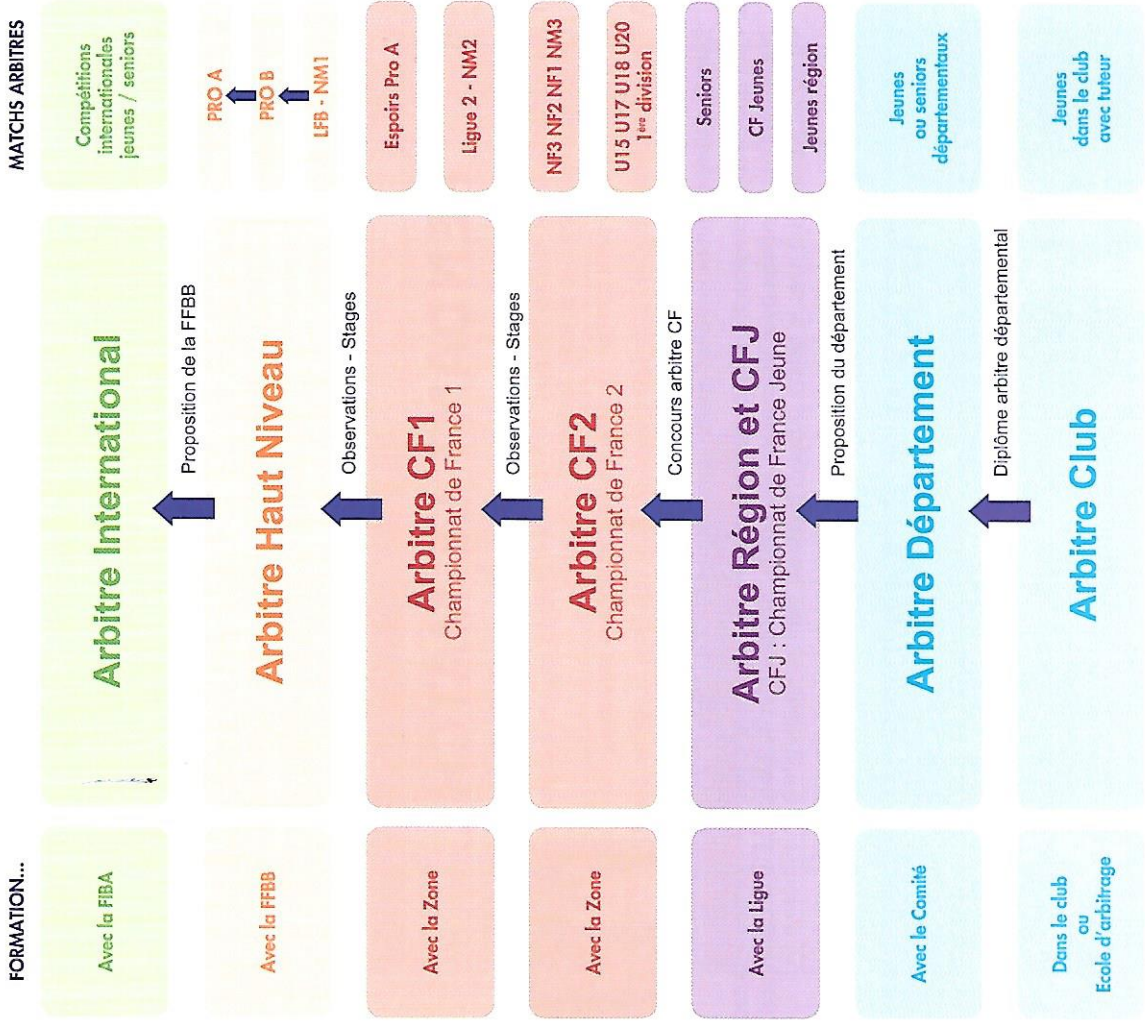 FORMATION...
MATCHS ARBITRES
Avec la FIBA
Arbitre International
Compétitions
internationales
jeunes / seniors
Proposition de la FFBB
Avec la FFBB
Arbitre Haut Niveau
PRO A
PRO B
LFB - NM1
Observations - Stages
Avec la Zone
Arbitre CF1
Championnat de France 1
Espoirs Pro A
Ligue 2 - NM2
Observations - Stages
Avec la Zone
Arbitre CF2
Championnat de France 2
NF3 NF2 NF1 NM3
U15 U17 U18 U20
1ère division
Concours arbitre CF
Avec la Ligue
Arbitre Région et CFJ
CFJ : Championnat de France Jeune
Seniors
CF Jeunes
Jeunes région
Proposition du département
Avec le Comité
Arbitre Département
Jeunes
ou seniors
départementaux
Diplôme arbitre départemental
Dans le club
ou
Ecole d'arbitrage
Arbitre Club
Jeunes
dans le club
avec tuteur